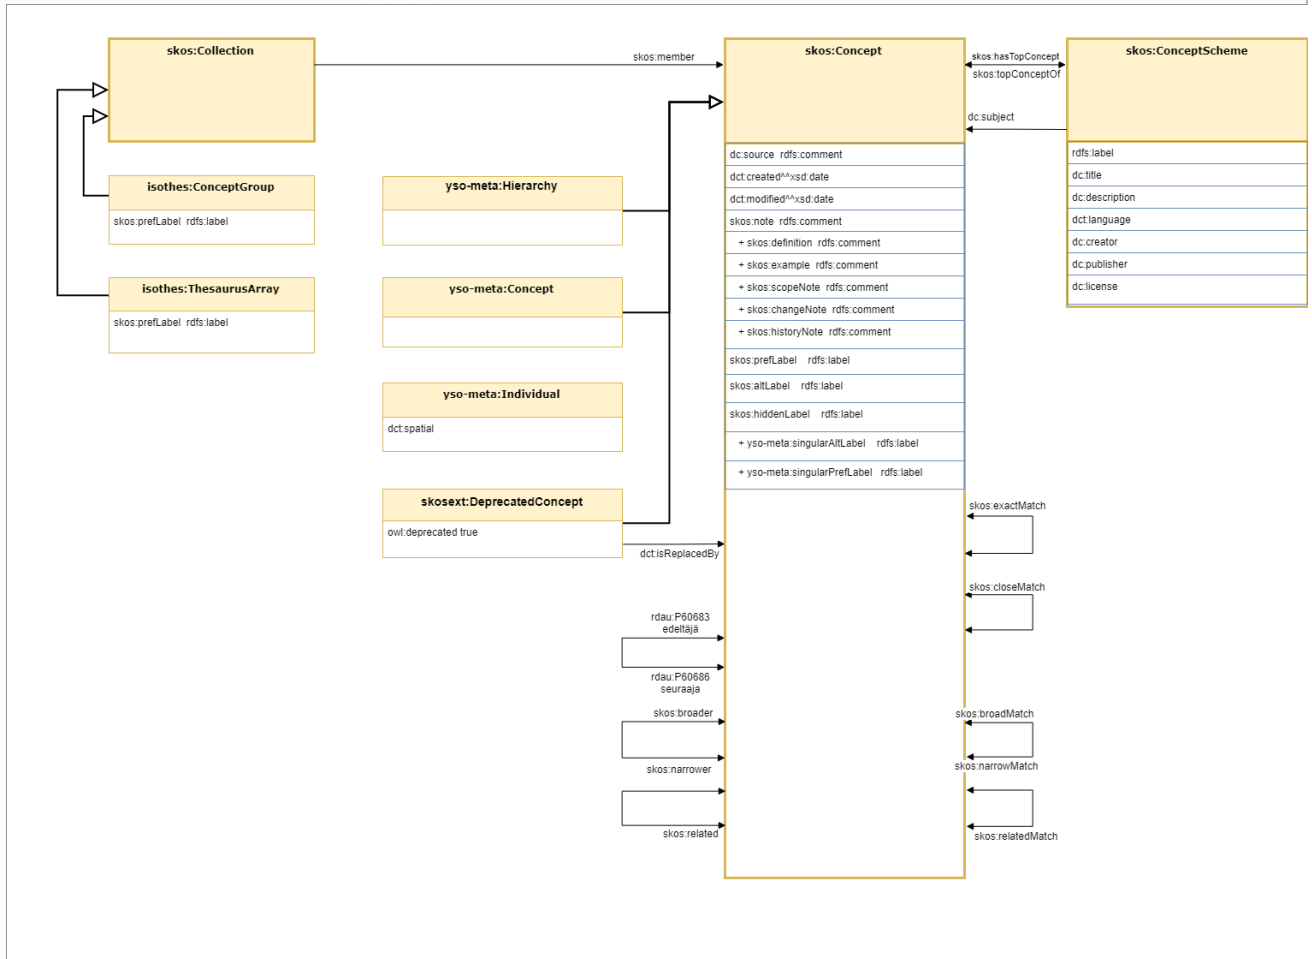 skos:Collection
skos:member
skos:Concept
skos:hasTopConcept
skos:topConceptOf
skos:ConceptScheme
dc:subject
rdfs:label
dc:title
dc:description
dct:language
dc:creator
dc:publisher
dc:license
isothes:ConceptGroup
skos:prefLabel rdfs:label
isothes:ThesaurusArray
skos:prefLabel rdfs:label
yso-meta:Hierarchy
yso-meta:Concept
yso-meta:Individual
dct:spatial
skosext:DeprecatedConcept
owl:deprecated true
dct:isReplacedBy
dc:source rdfs:comment
dct:created^^xsd:date
dct:modified^^xsd:date
skos:note rdfs:comment
+ skos:definition rdfs:comment
+ skos:example rdfs:comment
+ skos:scopeNote rdfs:comment
+ skos:changeNote rdfs:comment
+ skos:historyNote rdfs:comment
skos:prefLabel rdfs:label
skos:altLabel rdfs:label
skos:hiddenLabel rdfs:label
+ yso-meta:singularAltLabel rdfs:label
+ yso-meta:singularPrefLabel rdfs:label
rdau:P60683
edeltäjä
rdau:P60686
seuraaja
skos:broader
skos:narrower
skos:related
skos:exactMatch
skos:closeMatch
skos:broadMatch
skos:narrowMatch
skos:relatedMatch